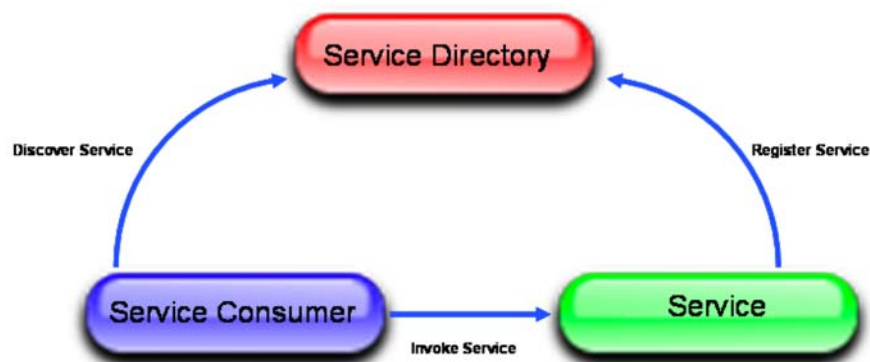 Service Directory
Discover Service
Register Service
Service Consumer
Service
Invoke Service